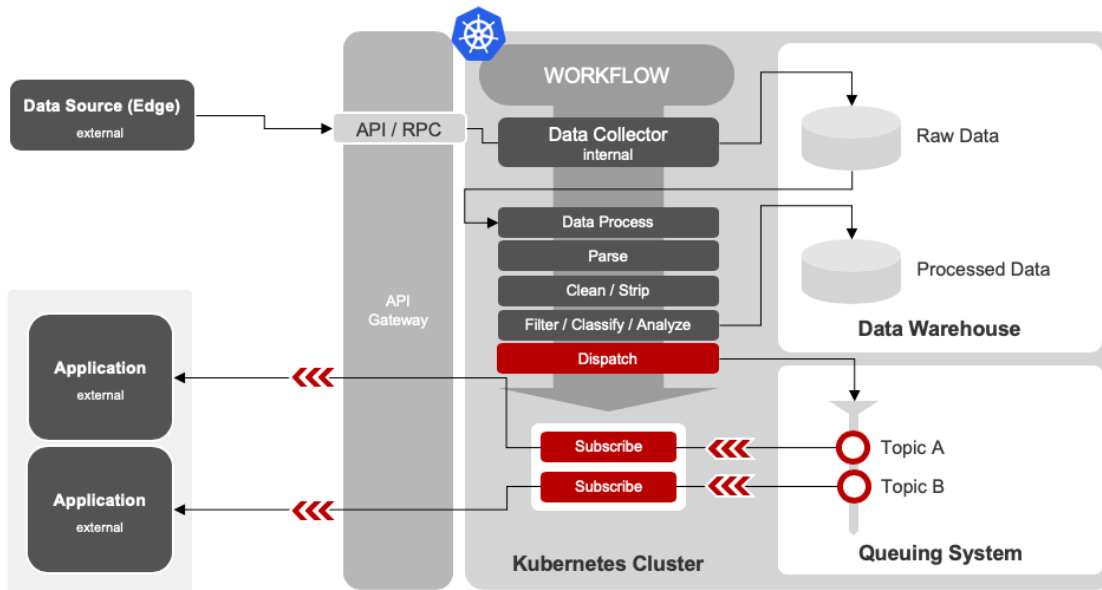 WORKFLOW
Data Source (Edge)
external
API / RPC
Data Collector
internal
Raw Data
Data Process
Parse
Processed Data
Clean / Strip
API
Gateway
Filter / Classify / Analyze
Data Warehouse
Dispatch
Application
external
Subscribe
Topic A
Subscribe
Topic B
Application
external
Kubernetes Cluster
Queuing System